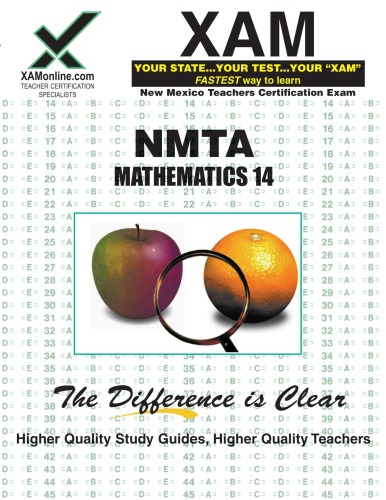 XAMonline.com
TEACHER CERTIFICATION
SPECIALISTS
XAM
YOUR STATE...YOUR TEST...YOUR “XAM”
FASTEST way to learn
New Mexico Teachers Certification Exam
NMTA
MATHEMATICS 14
The Difference is Clear
Higher Quality Study Guides, Higher Quality Teachers